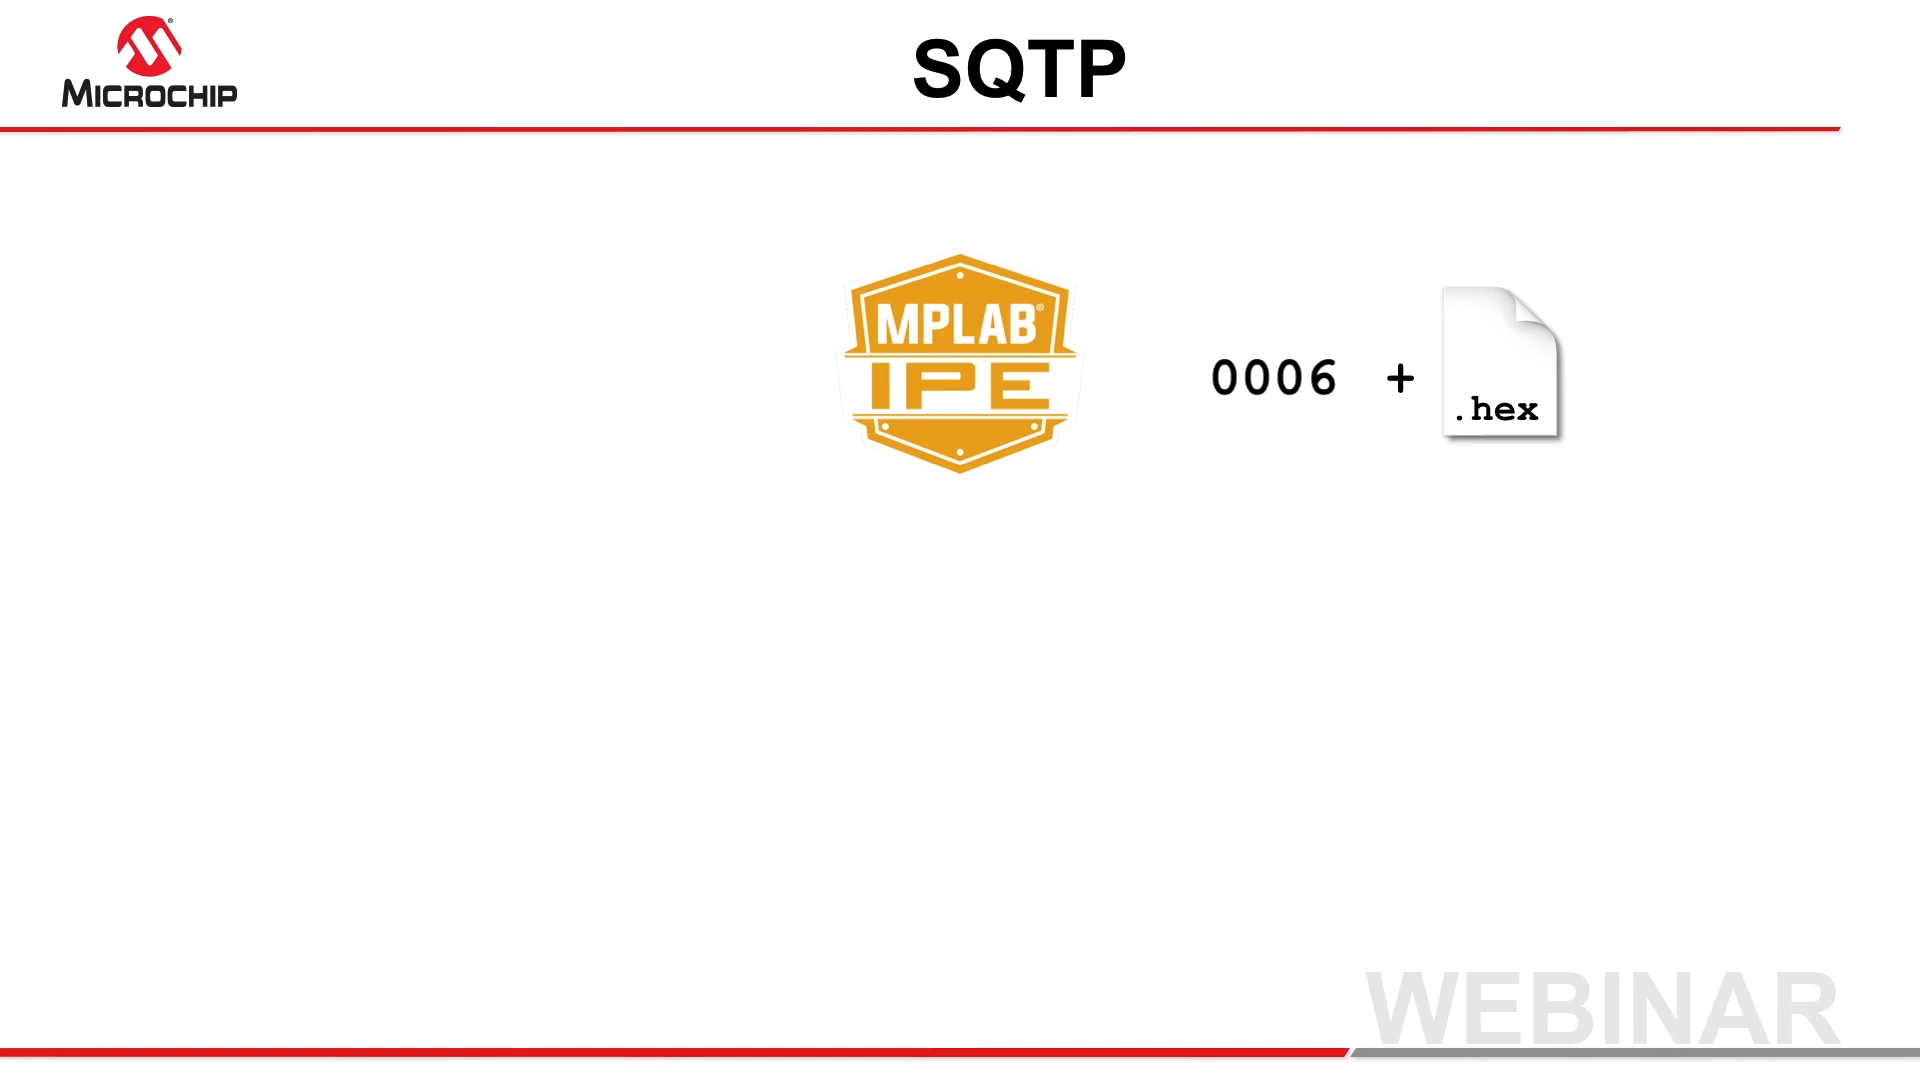 MICROCHIP
SQTP
MPLAB®
IPE
0006 +
.hex
WEBINAR